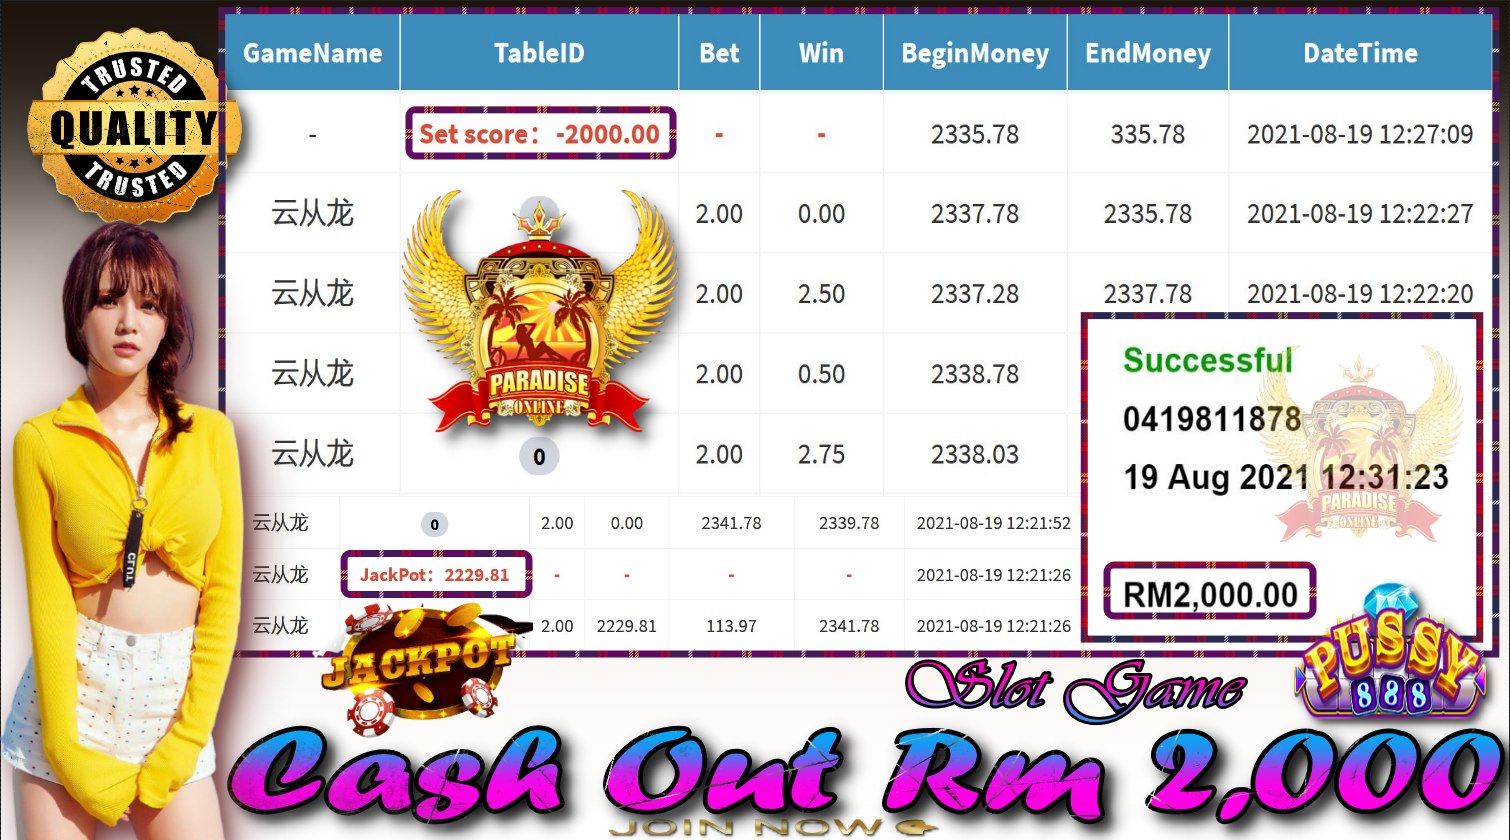 GameName TableID Bet Win BeginMoney EndMoney DateTime
TRUSTED
QUALITY
TRUSTED
- Set score：-2000.00 - - 2335.78 335.78 2021-08-19 12:27:09
云从龙 2.00 0.00 2337.78 2335.78 2021-08-19 12:22:27
云从龙 2.00 2.50 2337.28 2337.78 2021-08-19 12:22:20
云从龙 2.00 0.50 2338.78
云从龙 0 2.00 2.75 2338.03
PARADISE
ONLINE
云从龙 0 2.00 0.00 2341.78 2339.78 2021-08-19 12:21:52
云从龙 JackPot：2229.81 - - - - 2021-08-19 12:21:26
云从龙 2.00 2229.81 113.97 2341.78 2021-08-19 12:21:26
Successful
0419811878
19 Aug 2021 12:31:23
PARADISE
ONLINE
RM2,000.00
CLUT
JACKPOT
Slot Game
PUSSY
888
Cash Out Rm 2,000
JOIN NOW